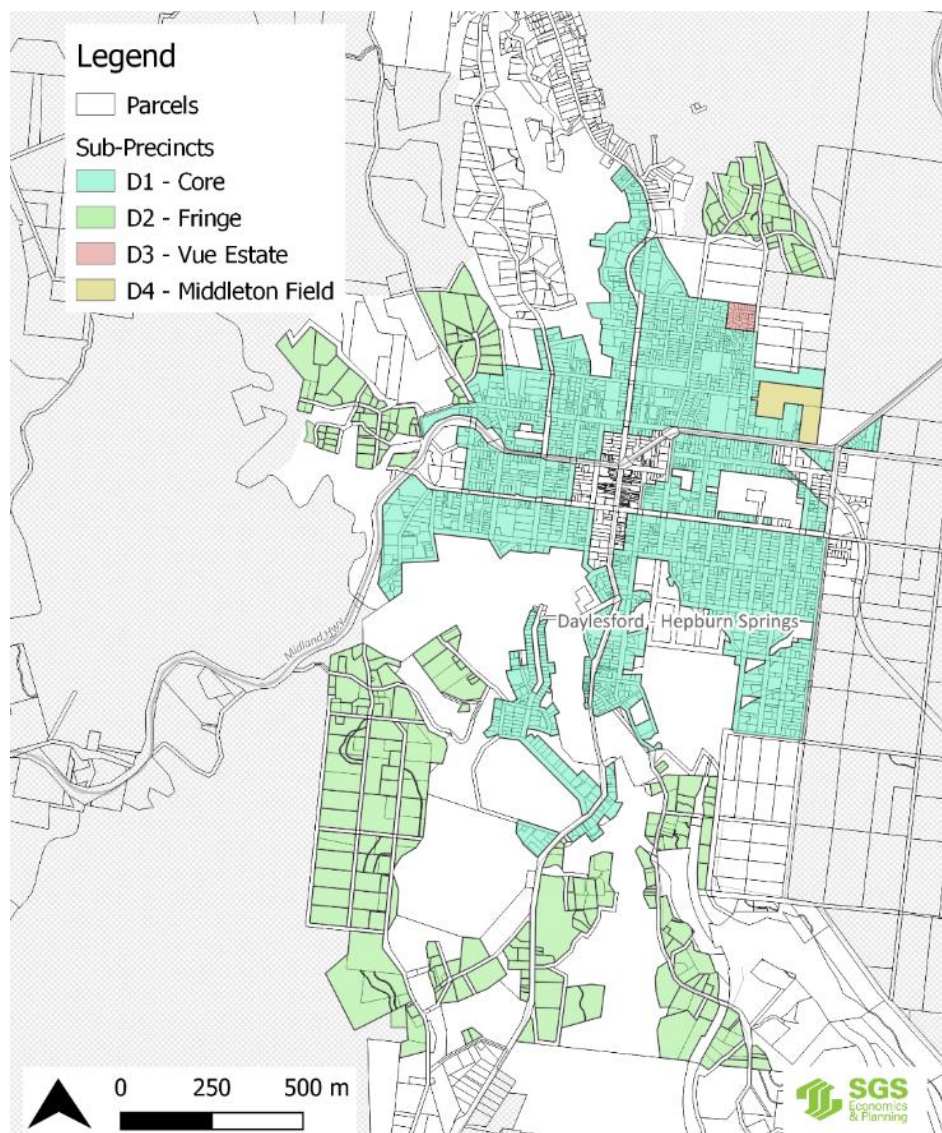 Legend
Parcels
Sub-Precincts
D1 - Core
D2 - Fringe
D3 - Vue Estate
D4 - Middleton Field
Daylesford - Hepburn Springs
Midland HWY
0 250 500 m
SGS
Economics
& Planning